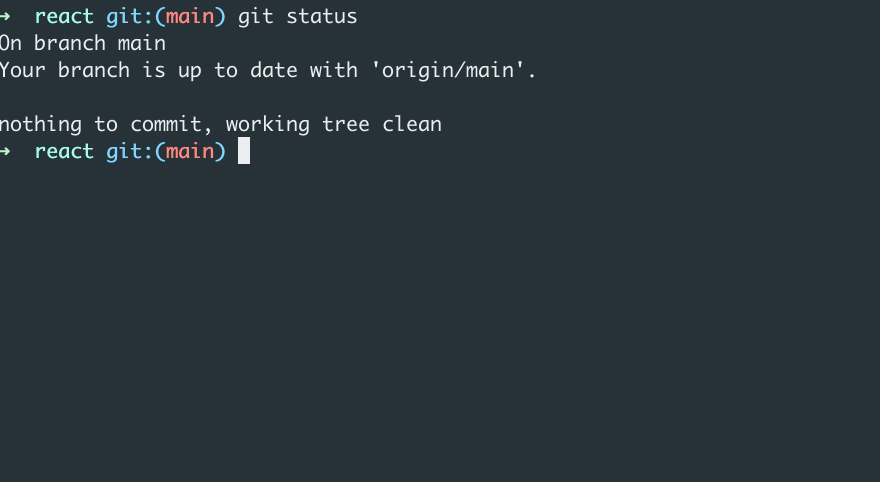 ➜  react git:(main) git status
On branch main
Your branch is up to date with 'origin/main'.
nothing to commit, working tree clean
➜  react git:(main)